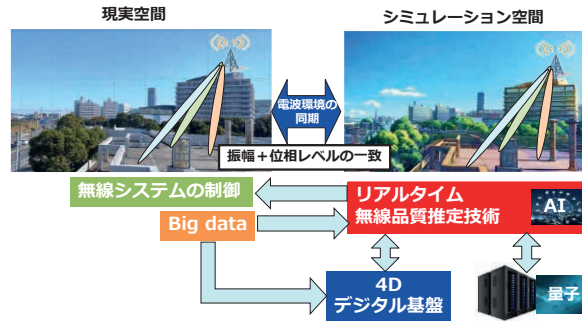 現実空間
シミュレーション空間
電波環境の
同期
振幅＋位相レベルの一致
無線システムの制御
リアルタイム
無線品質推定技術
AI
Big data
4D
デジタル基盤
量子